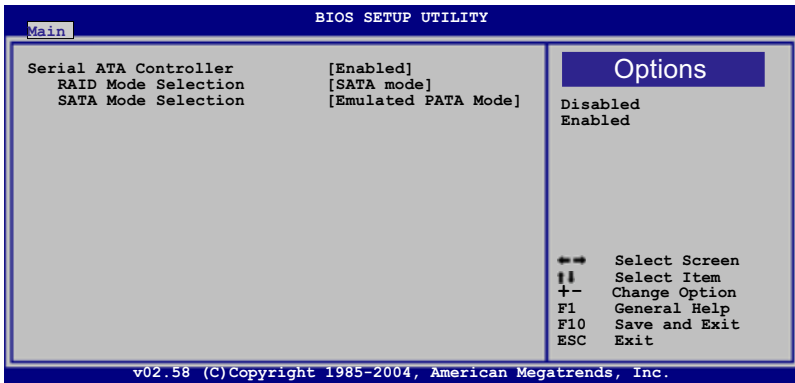 BIOS SETUP UTILITY
Main
Serial ATA Controller [Enabled]
RAID Mode Selection [SATA mode]
SATA Mode Selection [Emulated PATA Mode]
Options
Disabled
Enabled
←→ Select Screen
↑↓ Select Item
+- Change Option
F1 General Help
F10 Save and Exit
ESC Exit
v02.58 (C)Copyright 1985-2004, American Megatrends, Inc.